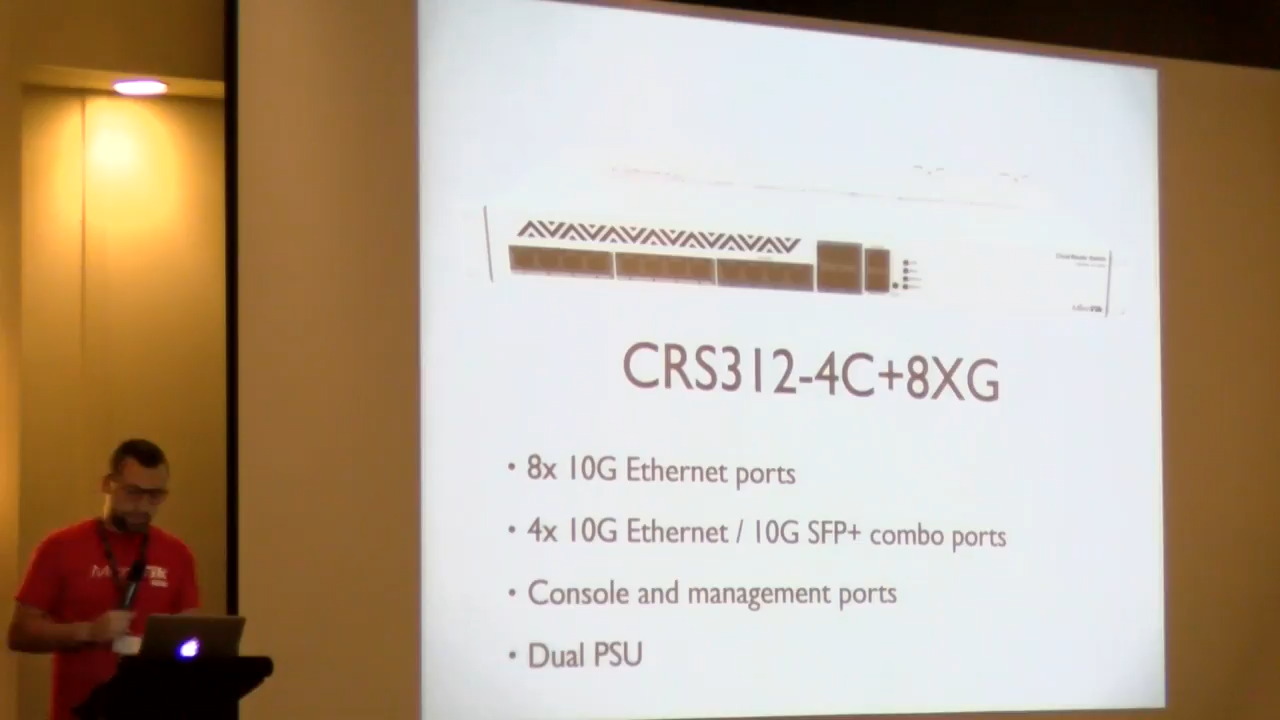 CRS312-4C+8XG
• 8x 10G Ethernet ports
• 4x 10G Ethernet / 10G SFP+ combo ports
• Console and management ports
• Dual PSU